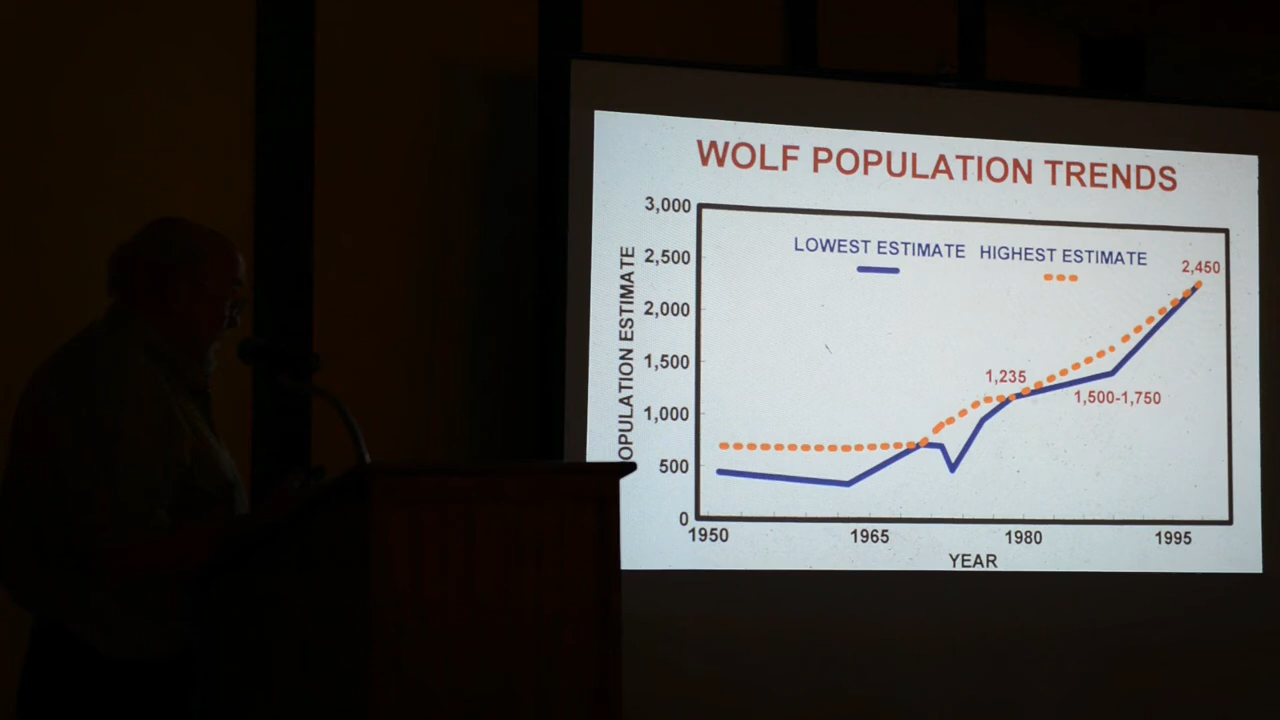 WOLF POPULATION TRENDS
3,000
2,500
2,000
1,500
1,000
500
0
OPULATION ESTIMATE
LOWEST ESTIMATE HIGHEST ESTIMATE
2,450
1,235
1,500-1,750
1950 1965 1980 1995
YEAR